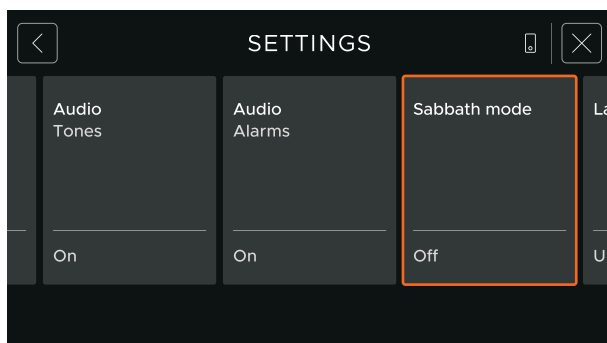 SETTINGS
Audio
Tones
On
Audio
Alarms
On
Sabbath mode
Off